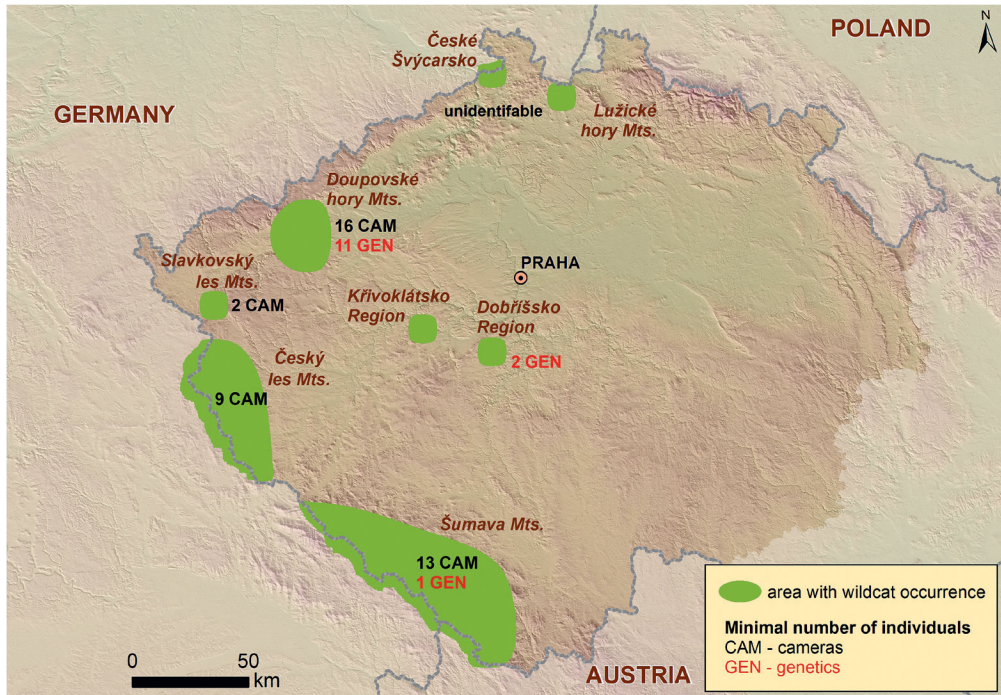 N
POLAND
České
Švýcarsko
GERMANY
unidentifable
Lužické
hory Mts.
Doupovské
hory Mts.
16 CAM
11 GEN
Slavkovský
les Mts.
2 CAM
PRAHA
Křivoklátsko
Region
Dobříšsko
Region
2 GEN
Český
les Mts.
9 CAM
Šumava Mts.
13 CAM
1 GEN
area with wildcat occurrence
Minimal number of individuals
CAM - cameras
GEN - genetics
0 50
km
AUSTRIA